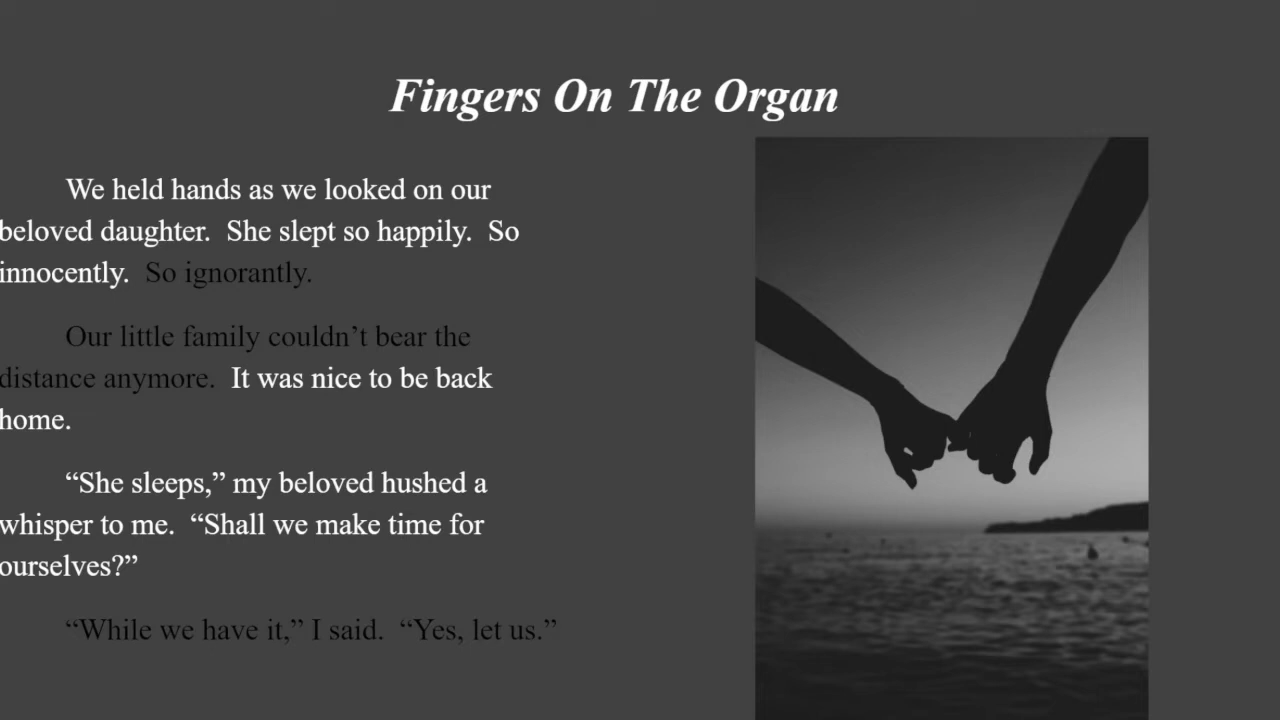 Fingers On The Organ
We held hands as we looked on our
beloved daughter.  She slept so happily.  So
innocently.  So ignorantly.
Our little family couldn’t bear the
distance anymore.  It was nice to be back
home.
“She sleeps,” my beloved hushed a
whisper to me.  “Shall we make time for
ourselves?”
“While we have it,” I said.  “Yes, let us.”